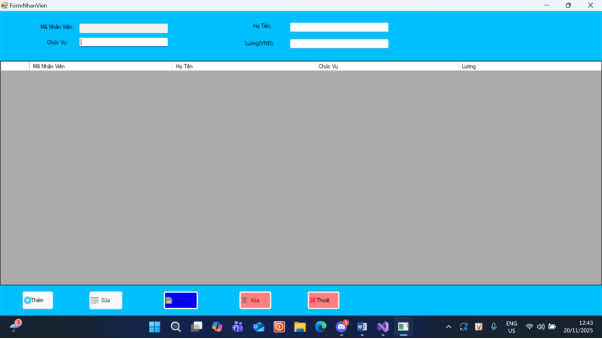 FormNhanVien
Mã Nhân Viên:
Họ Tên:
Chức Vụ:
Lương(VNĐ):
Mã Nhân Viên Họ Tên Chức Vụ Lương
Thêm Sửa Xóa Thoát
ENG
US
12:43
20/11/2025